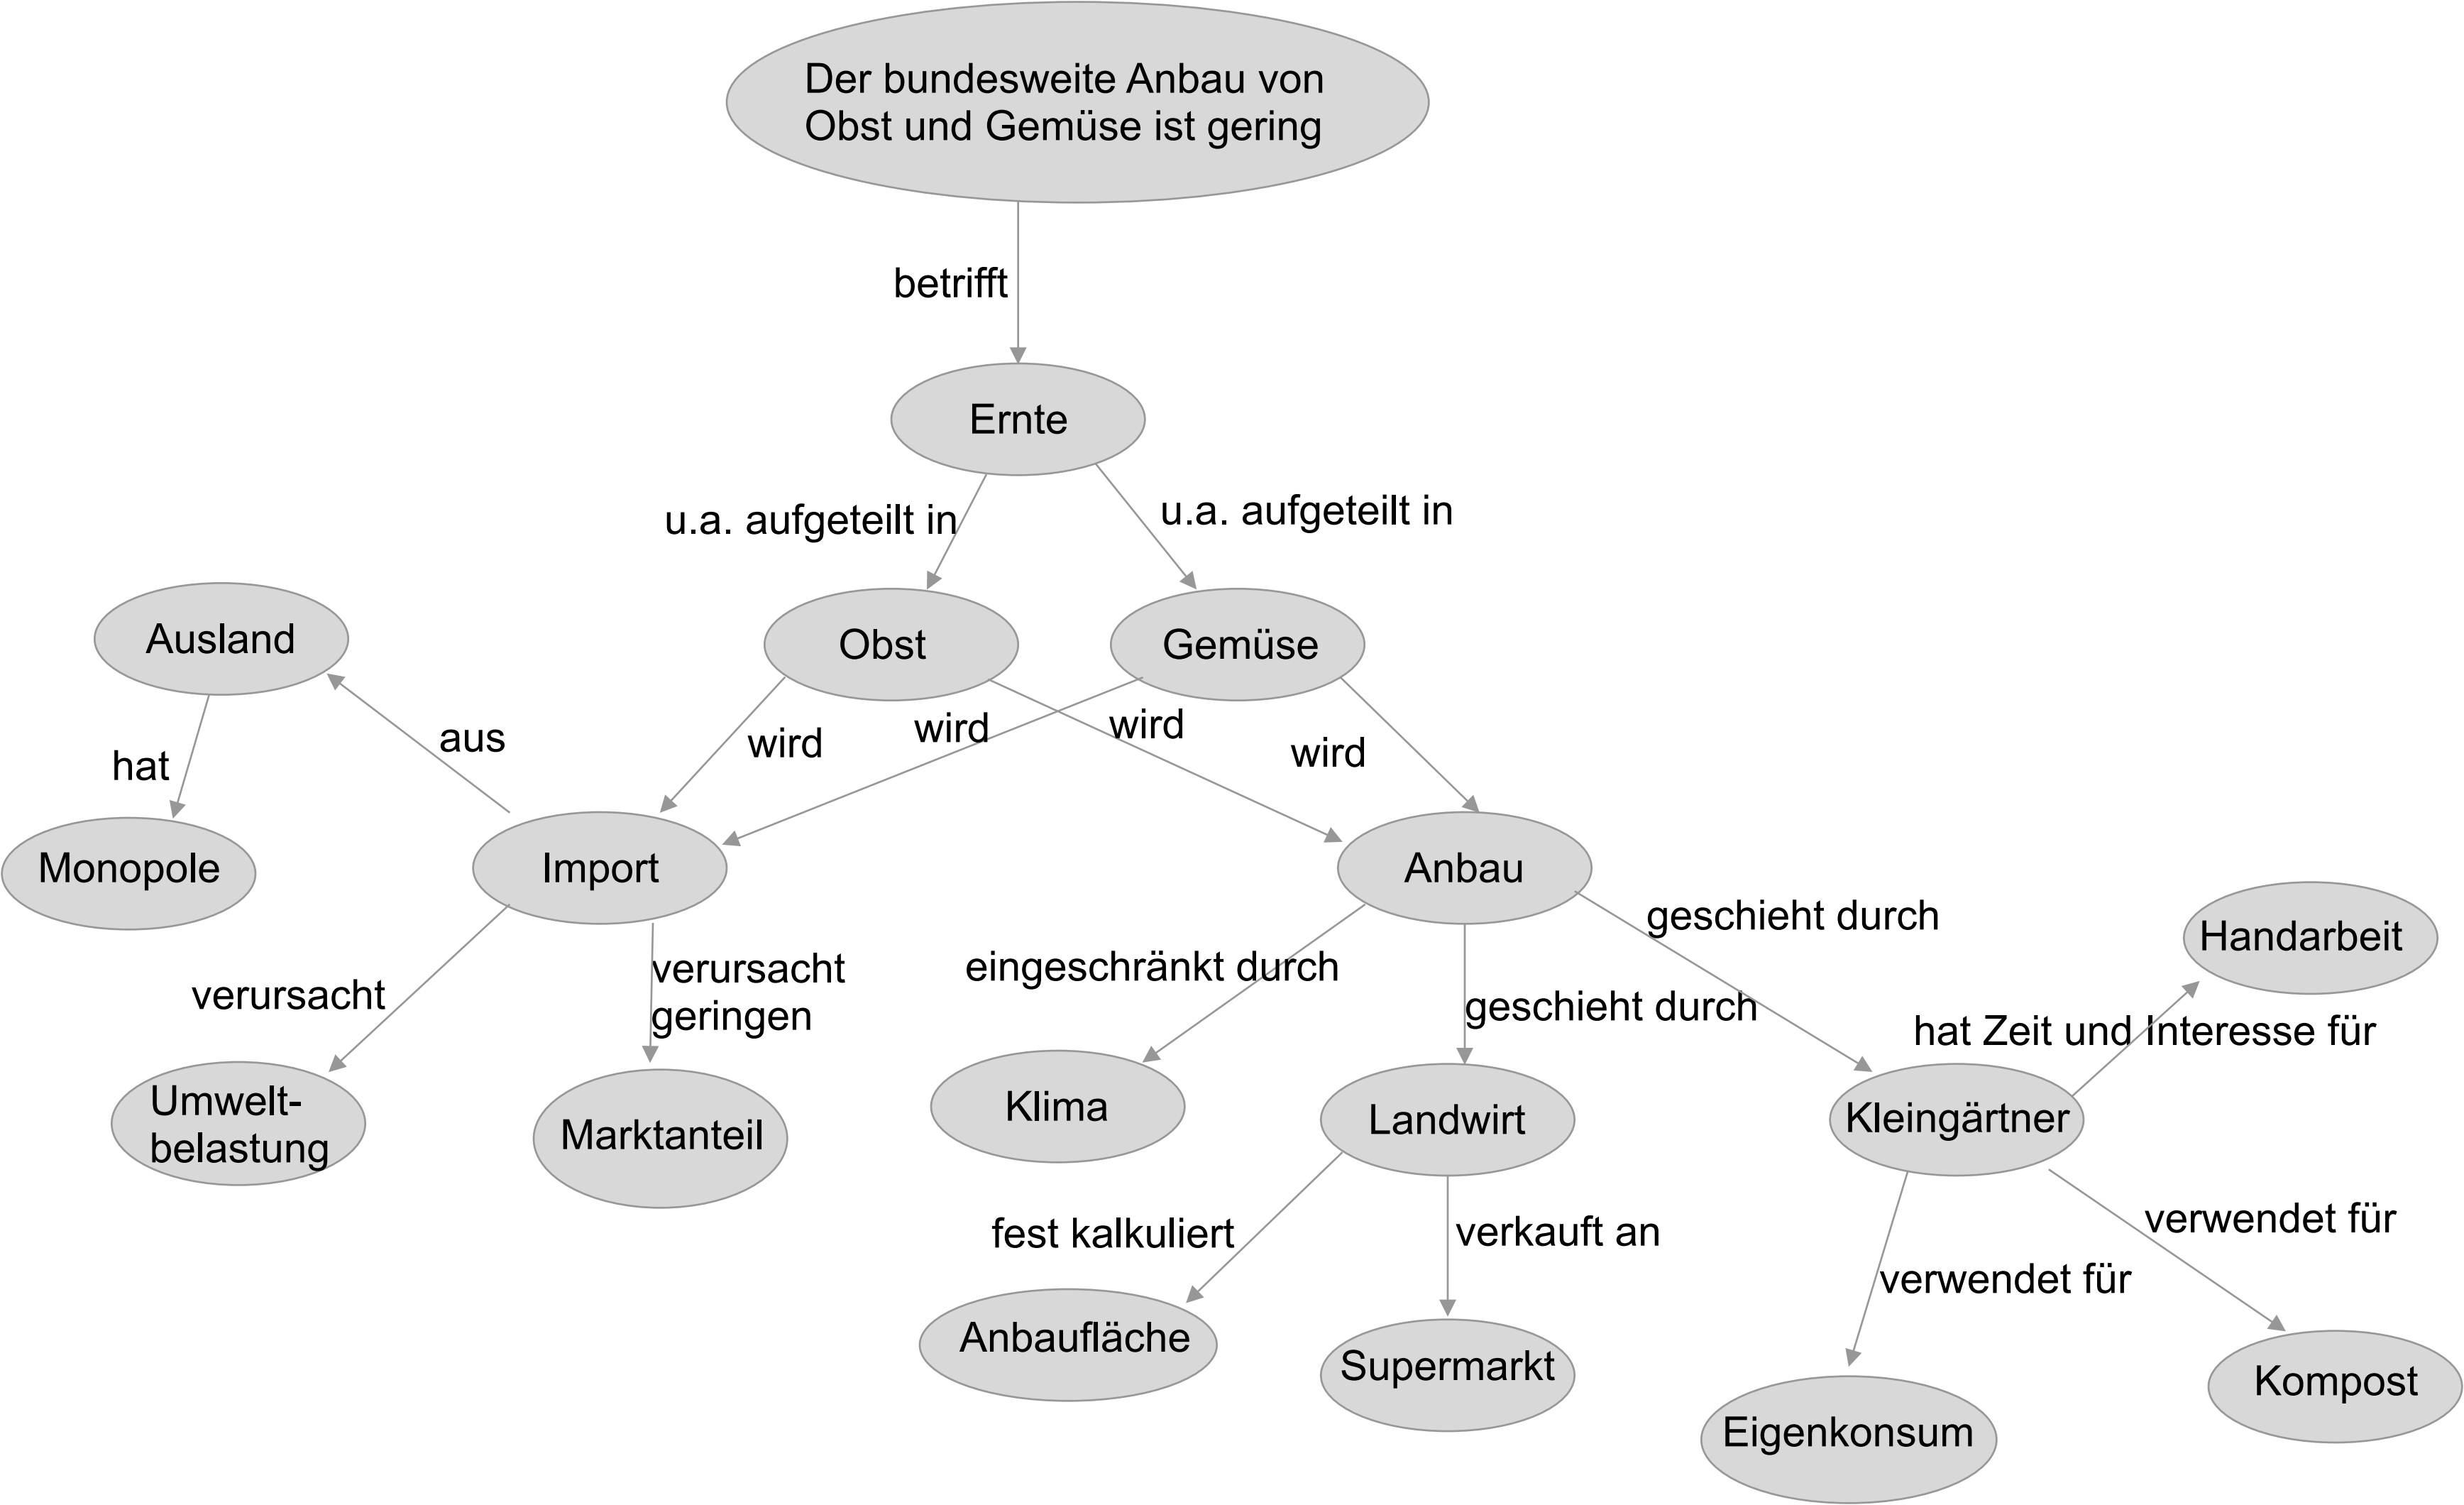 Der bundesweite Anbau von
Obst und Gemüse ist gering
betrifft
Ernte
u.a. aufgeteilt in
u.a. aufgeteilt in
Ausland
Obst
Gemüse
aus
wird
wird
wird
wird
hat
Monopole
Import
Anbau
geschieht durch
Handarbeit
eingeschränkt durch
verursacht
verursacht
geringen
geschieht durch
hat Zeit und Interesse für
Umwelt-
belastung
Marktanteil
Klima
Landwirt
Kleingärtner
fest kalkuliert
verkauft an
verwendet für
verwendet für
Anbaufläche
Supermarkt
Eigenkonsum
Kompost